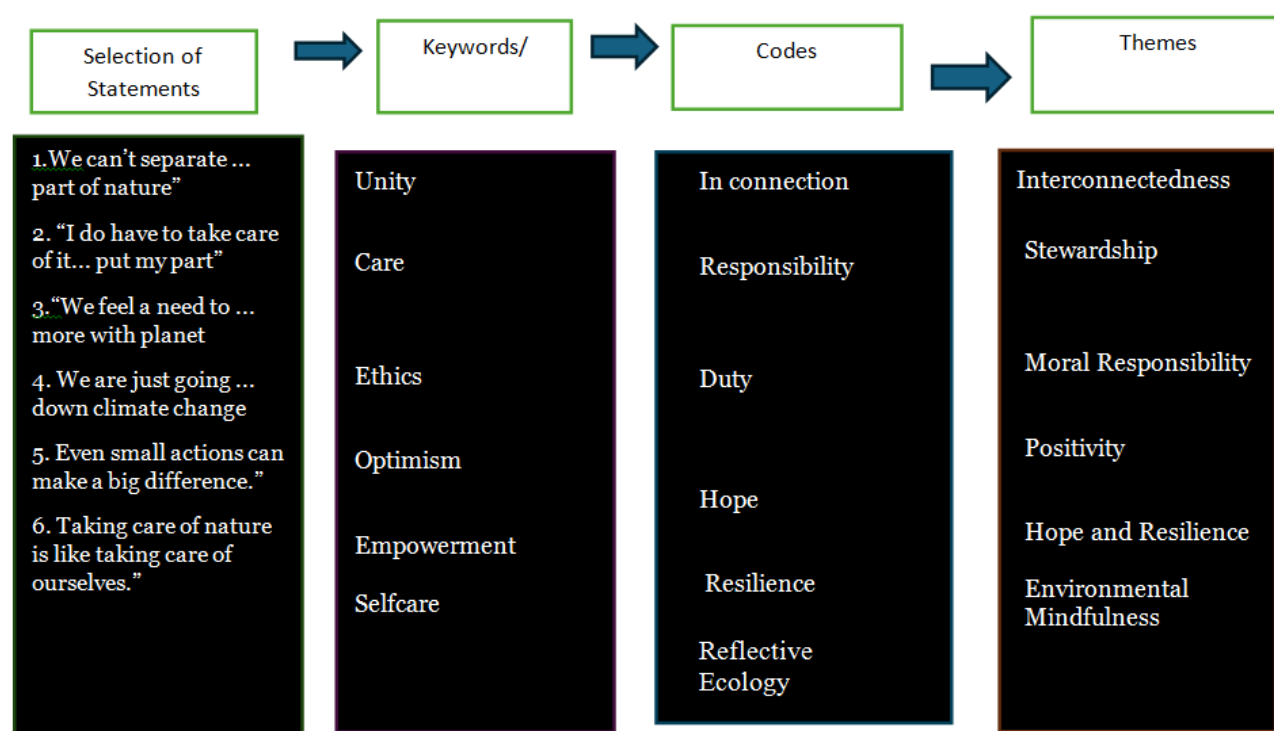 Selection of
Statements
Keywords/
Codes
Themes
1.We can’t separate ...
part of nature”
2. “I do have to take care
of it... put my part”
3.“We feel a need to ...
more with planet
4. We are just going ...
down climate change
5. Even small actions can
make a big difference.”
6. Taking care of nature
is like taking care of
ourselves.”
Unity
Care
Ethics
Optimism
Empowerment
Selfcare
In connection
Responsibility
Duty
Hope
Resilience
Reflective
Ecology
Interconnectedness
Stewardship
Moral Responsibility
Positivity
Hope and Resilience
Environmental
Mindfulness